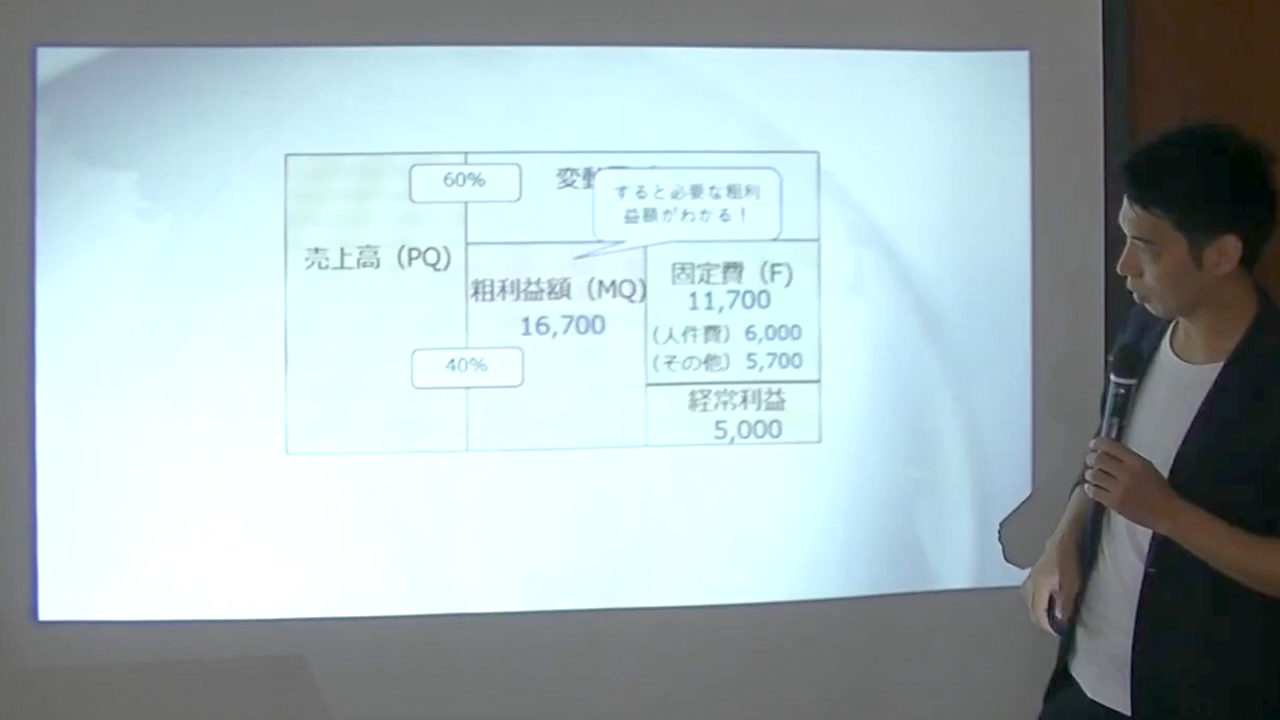 60%
変動
すると必要な粗利
益額がわかる！
売上高（PQ）
粗利益額（MQ）
16,700
固定費（F）
11,700
（人件費）6,000
（その他）5,700
40%
経常利益
5,000